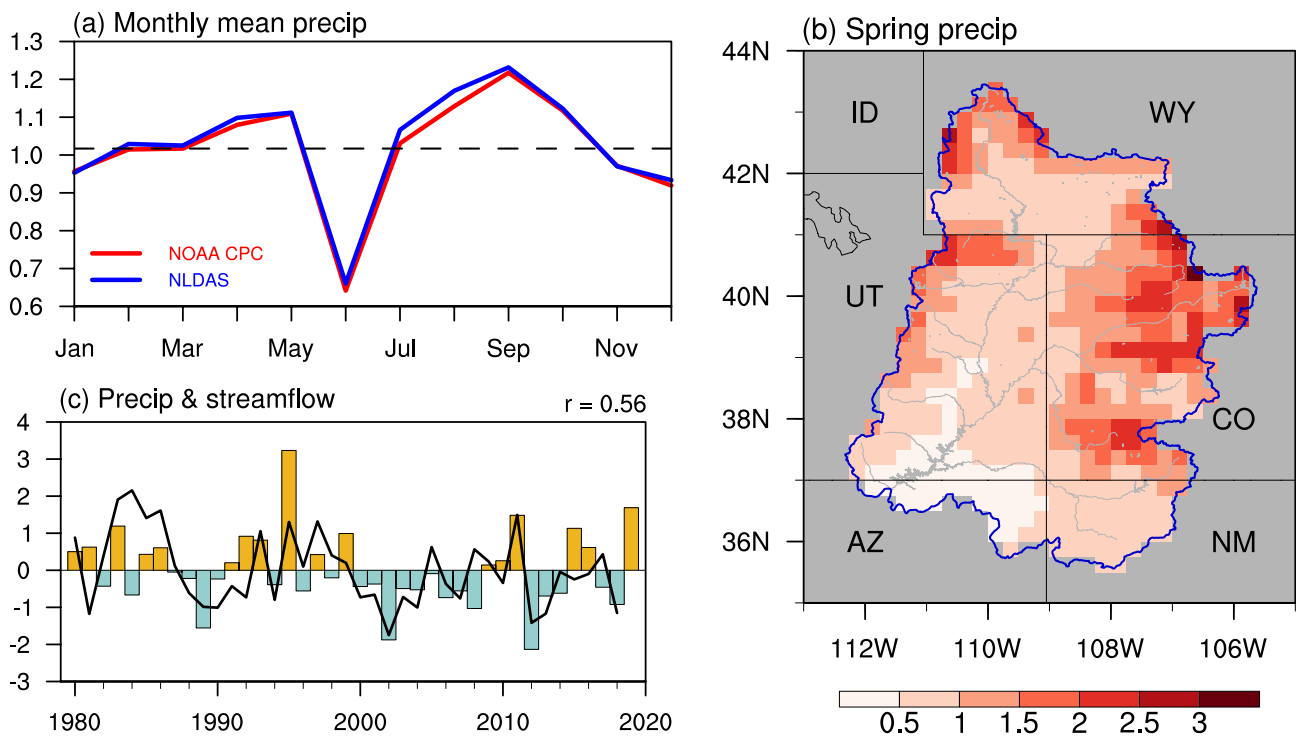 (a) Monthly mean precip
1.3
1.2
1.1
1.0
0.9
0.8
0.7
0.6
NOAA CPC
NLDAS
Jan Mar May Jul Sep Nov
(b) Spring precip
44N
42N
40N
38N
36N
ID
WY
UT
CO
AZ
NM
112W 110W 108W 106W
0.5 1 1.5 2 2.5 3
(c) Precip & streamflow
r = 0.56
4
3
2
1
0
-1
-2
-3
1980 1990 2000 2010 2020